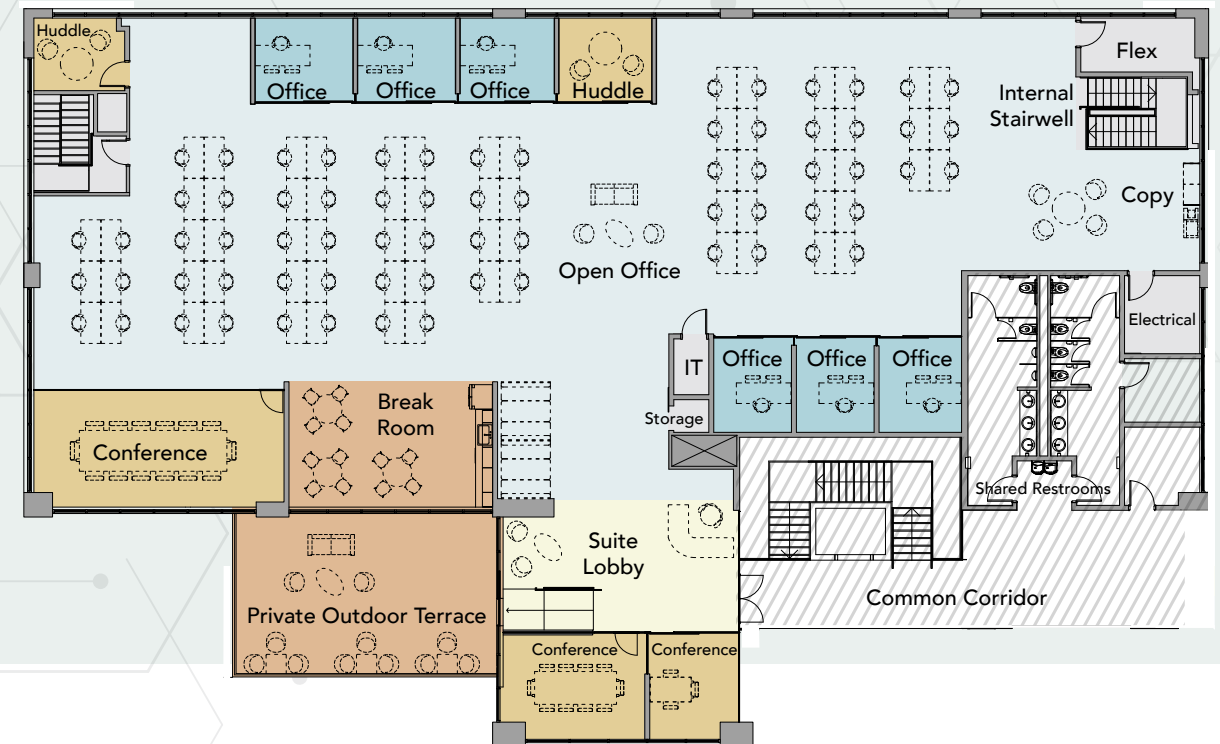 Huddle
Office
Office
Office
Huddle
Flex
Internal
Stairwell
Copy
Open Office
Electrical
IT
Office
Office
Office
Storage
Break
Room
Conference
Shared Restrooms
Suite
Lobby
Common Corridor
Private Outdoor Terrace
Conference
Conference